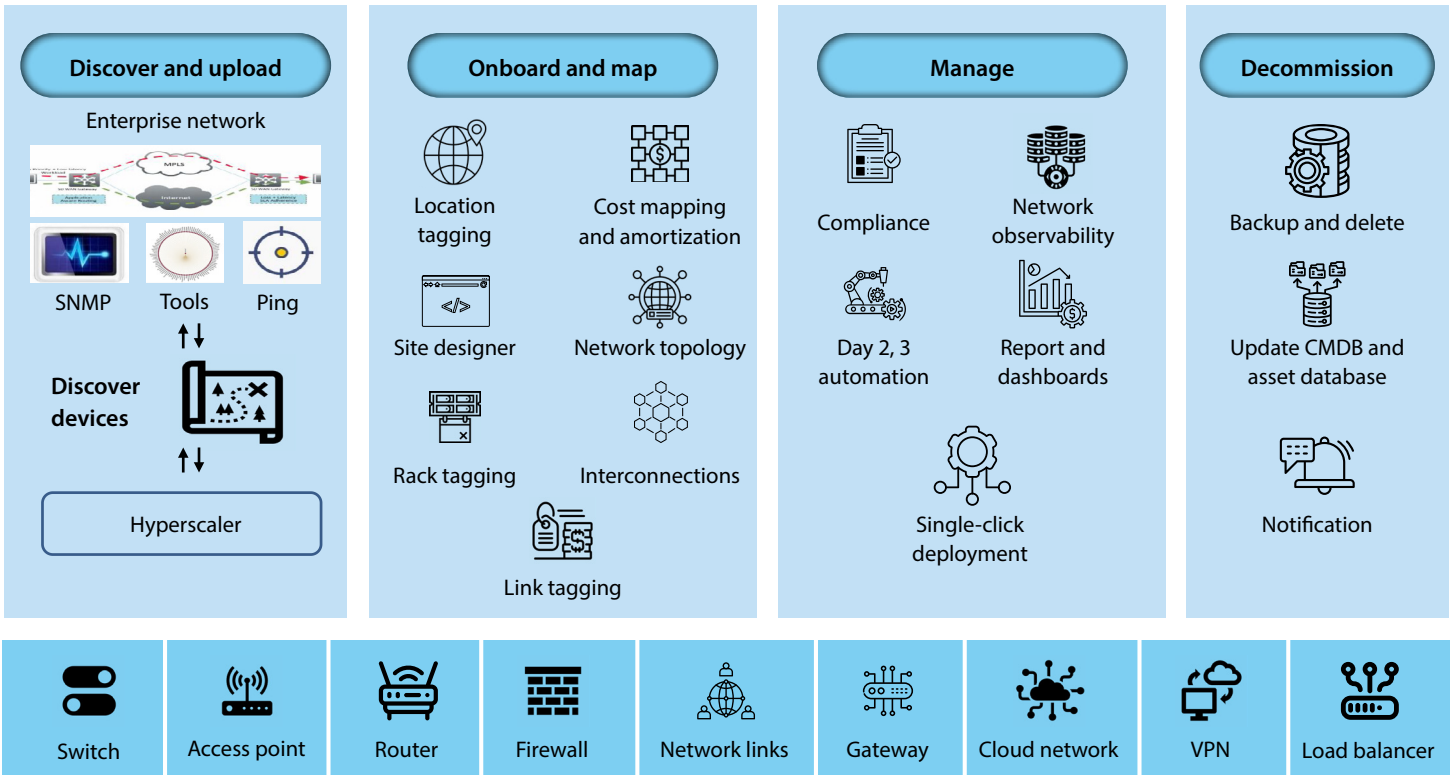 Discover and upload
Enterprise network
MPLS
Internet
SNMP
Tools
Ping
Discover
devices
Hyperscaler
Onboard and map
Location
tagging
Cost mapping
and amortization
Site designer
Network topology
Rack tagging
Interconnections
Link tagging
Manage
Compliance
Network
observability
Day 2, 3
automation
Report and
dashboards
Single-click
deployment
Decommission
Backup and delete
Update CMDB and
asset database
Notification
Switch
Access point
Router
Firewall
Network links
Gateway
Cloud network
VPN
Load balancer